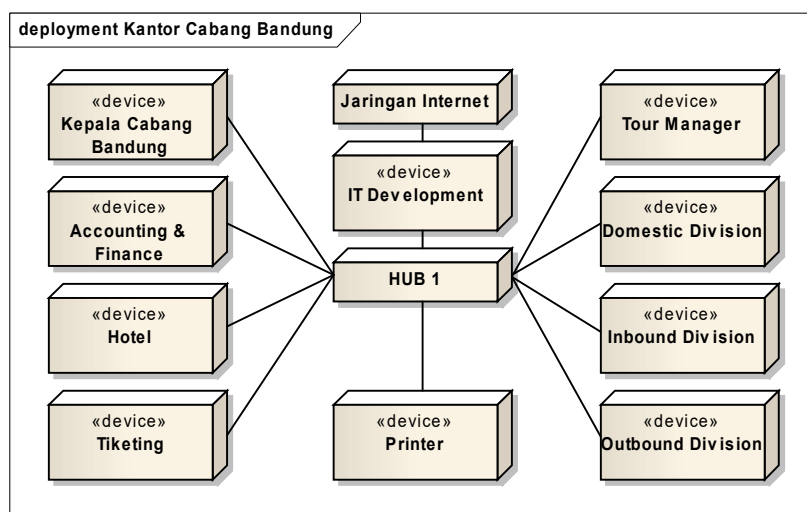 deployment Kantor Cabang Bandung
«device»
Kepala Cabang
Bandung
«device»
Accounting &
Finance
«device»
Hotel
«device»
Tiketing
Jaringan Internet
«device»
IT Development
HUB 1
«device»
Printer
«device»
Tour Manager
«device»
Domestic Division
«device»
Inbound Division
«device»
Outbound Division